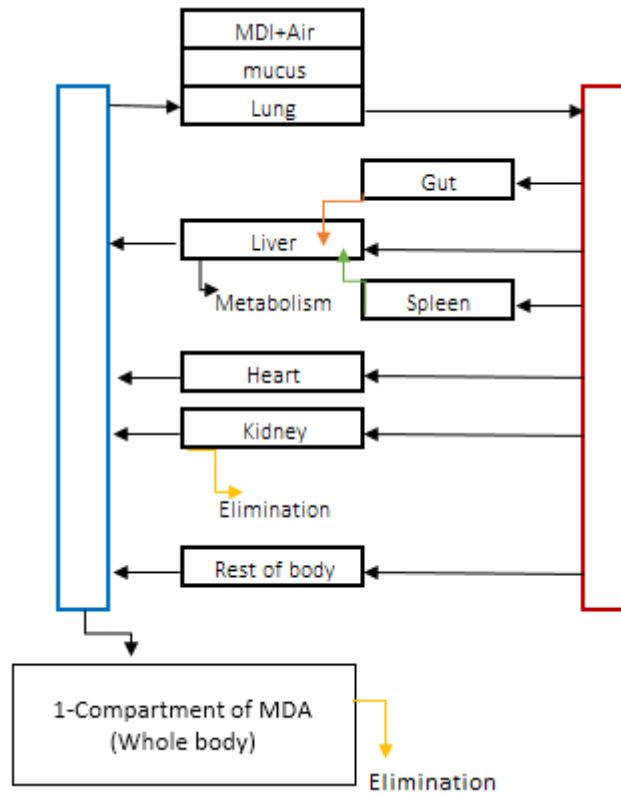 MDI+Air
mucus
Lung
Gut
Liver
Metabolism
Spleen
Heart
Kidney
Elimination
Rest of body
1-Compartment of MDA
(Whole body)
Elimination